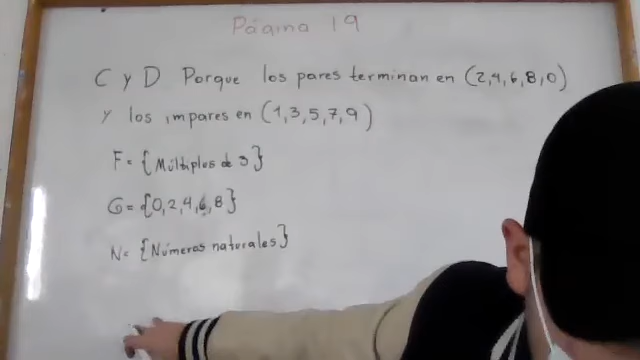 Página 19
C y D Porque los pares terminan en (2,4,6,8,0)
y los impares en (1,3,5,7,9)
F= {Múltiplos de 3}
G= {0,2,4,6,8}
N= {Números naturales}